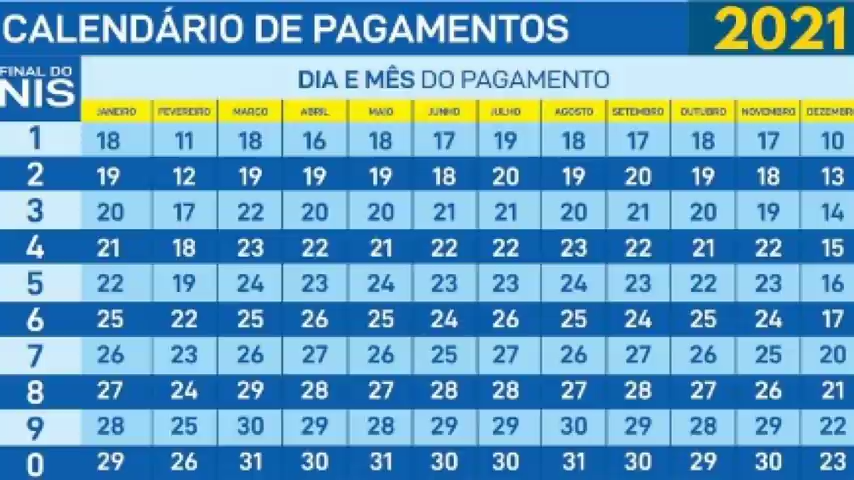 CALENDÁRIO DE PAGAMENTOS 2021
FINAL DO NIS
DIA E MÊS DO PAGAMENTO
JANEIRO FEVEREIRO MARÇO ABRIL MAIO JUNHO JULHO AGOSTO SETEMBRO OUTUBRO NOVEMBRO DEZEMBR
1 18 11 18 16 18 17 19 18 17 18 17 10
2 19 12 19 19 19 18 20 19 20 19 18 13
3 20 17 22 20 20 21 21 20 21 20 19 14
4 21 18 23 22 21 22 22 23 22 21 22 15
5 22 19 24 23 24 23 23 24 23 22 23 16
6 25 22 25 26 25 24 26 25 24 25 24 17
7 26 23 26 27 26 25 27 26 27 26 25 20
8 27 24 29 28 27 28 28 27 28 27 26 21
9 28 25 30 29 28 29 29 30 29 28 29 22
0 29 26 31 30 31 30 30 31 30 29 30 23